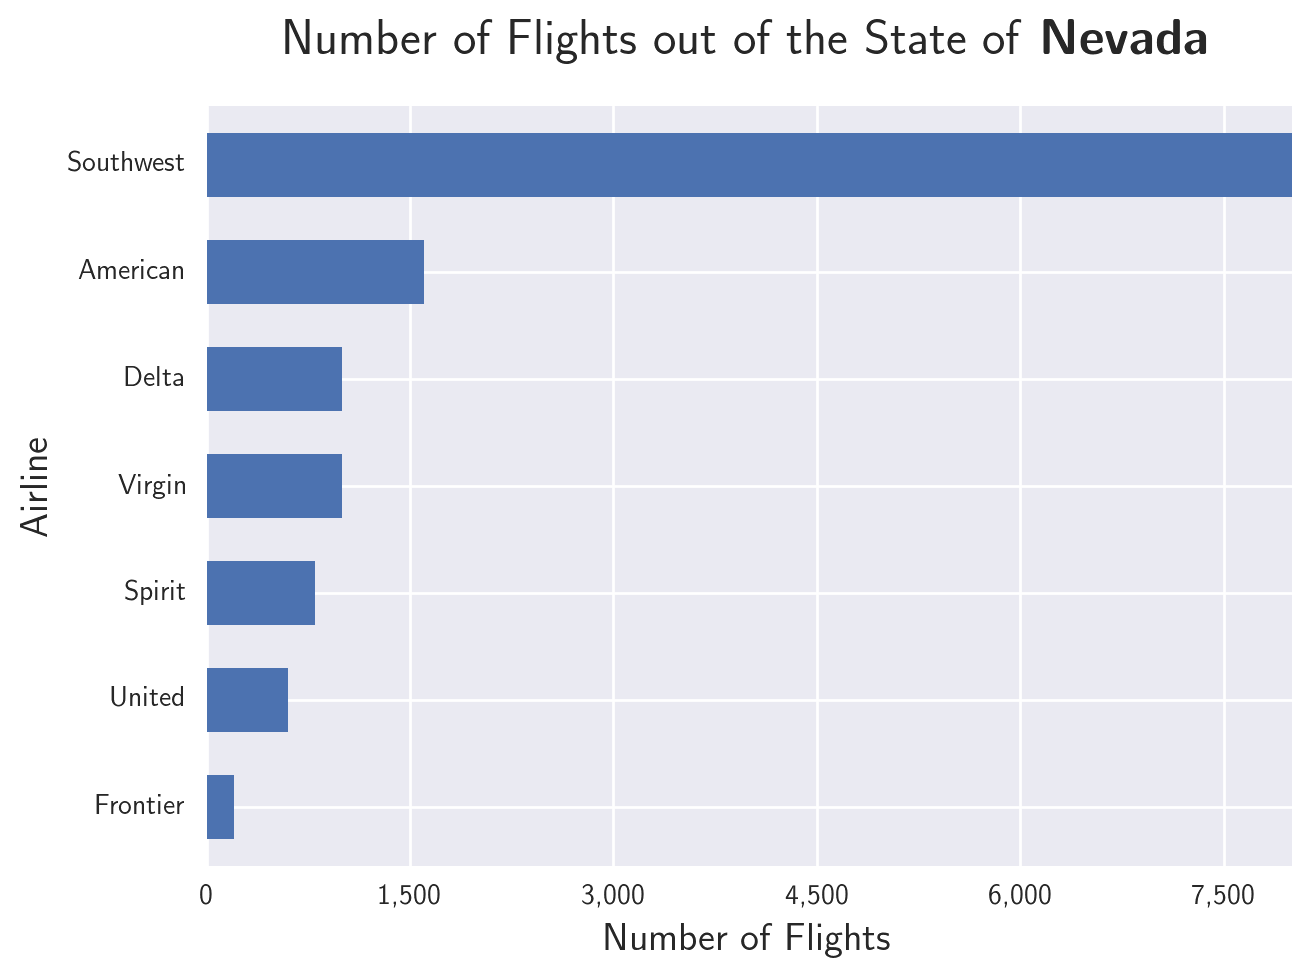 Number of Flights out of the State of Nevada
Southwest
American
Delta
Virgin
Spirit
United
Frontier
Airline
0 1,500 3,000 4,500 6,000 7,500
Number of Flights